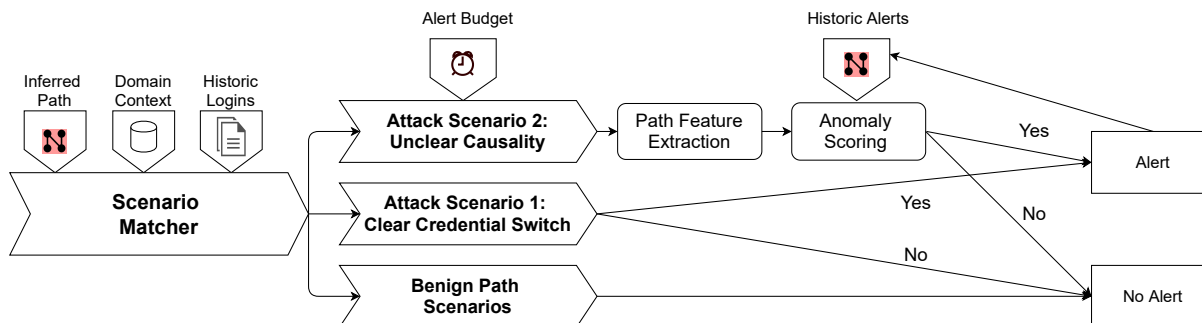 Alert Budget
Historic Alerts
Inferred
Path
Domain
Context
Historic
Logins
Attack Scenario 2:
Unclear Causality
Path Feature
Extraction
Anomaly
Scoring
Yes
Alert
Scenario
Matcher
Attack Scenario 1:
Clear Credential Switch
Yes
No
No
Benign Path
Scenarios
No Alert